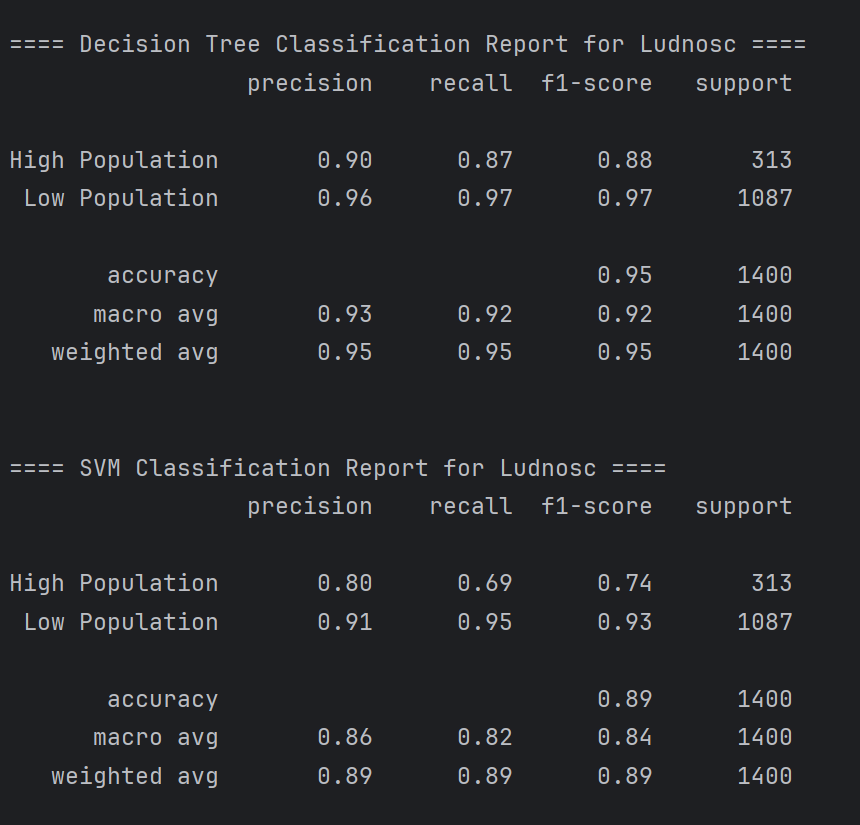 ==== Decision Tree Classification Report for Ludnosc ====
precision recall f1-score support
High Population 0.90 0.87 0.88 313
Low Population 0.96 0.97 0.97 1087
accuracy 0.95 1400
macro avg 0.93 0.92 0.92 1400
weighted avg 0.95 0.95 0.95 1400
==== SVM Classification Report for Ludnosc ====
precision recall f1-score support
High Population 0.80 0.69 0.74 313
Low Population 0.91 0.95 0.93 1087
accuracy 0.89 1400
macro avg 0.86 0.82 0.84 1400
weighted avg 0.89 0.89 0.89 1400